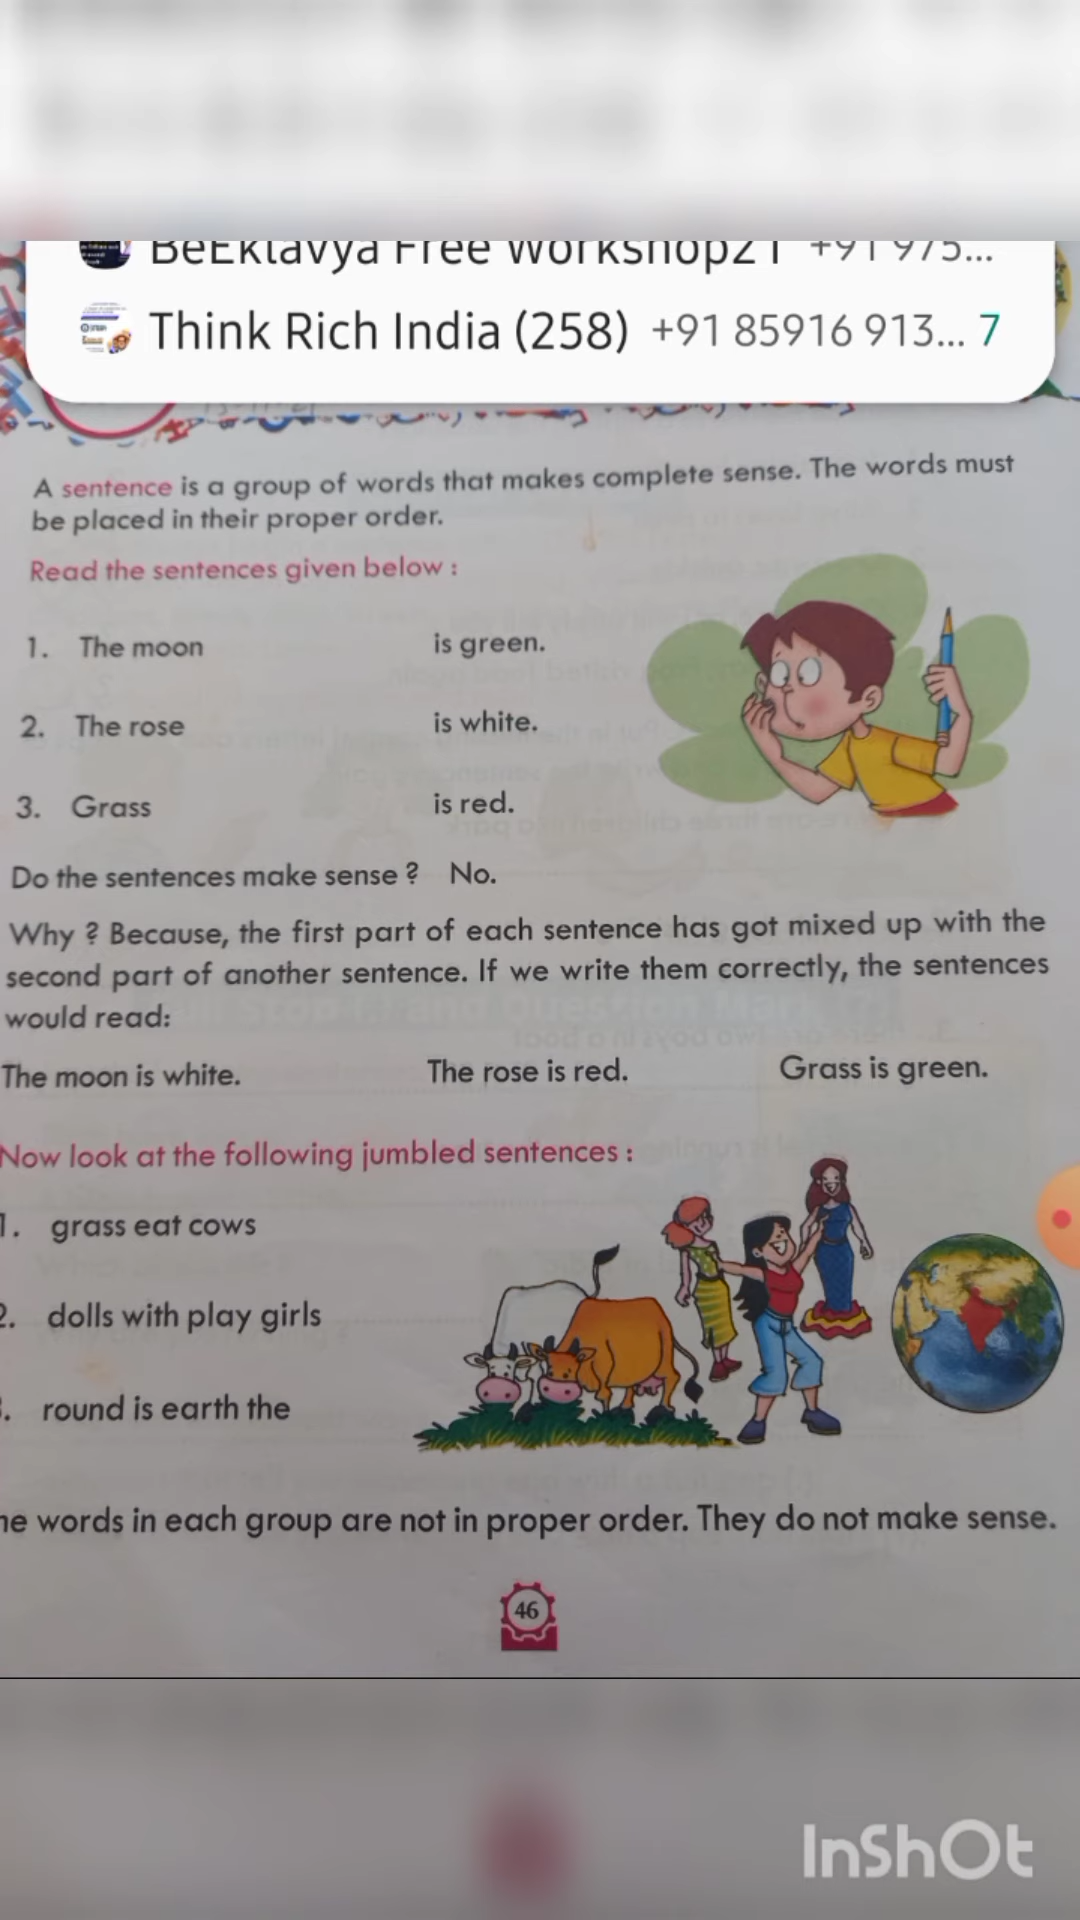 BeEklavya Free Workshop21 +91 975...
Think Rich India (258) +91 85916 913... 7
A sentence is a group of words that makes complete sense. The words must
be placed in their proper order.
Read the sentences given below :
1. The moon is green.
2. The rose is white.
3. Grass is red.
Do the sentences make sense ? No.
Why ? Because, the first part of each sentence has got mixed up with the
second part of another sentence. If we write them correctly, the sentences
would read:
The moon is white. The rose is red. Grass is green.
Now look at the following jumbled sentences :
1. grass eat cows
2. dolls with play girls
. round is earth the
he words in each group are not in proper order. They do not make sense.
46
InShOt